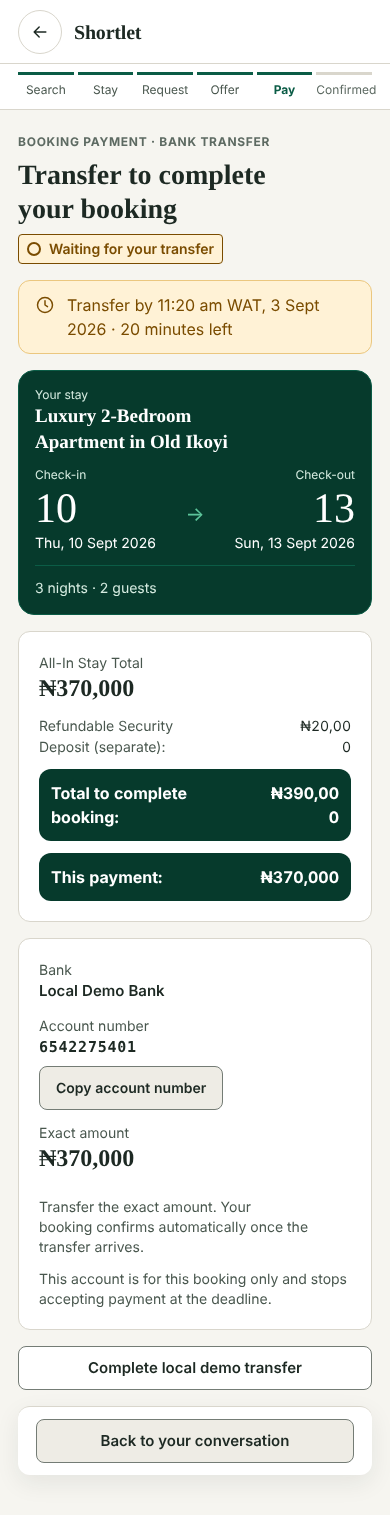 Shortlet
Search Stay Request Offer Pay Confirmed
BOOKING PAYMENT · BANK TRANSFER
Transfer to complete
your booking
Waiting for your transfer
Transfer by 11:20 am WAT, 3 Sept
2026 · 20 minutes left
Your stay
Luxury 2-Bedroom
Apartment in Old Ikoyi
Check-in Check-out
10 → 13
Thu, 10 Sept 2026 Sun, 13 Sept 2026
3 nights · 2 guests
All-In Stay Total
₦370,000
Refundable Security ₦20,00
Deposit (separate): 0
Total to complete ₦390,00
booking: 0
This payment: ₦370,000
Bank
Local Demo Bank
Account number
6542275401
Copy account number
Exact amount
₦370,000
Transfer the exact amount. Your
booking confirms automatically once the
transfer arrives.
This account is for this booking only and stops
accepting payment at the deadline.
Complete local demo transfer
Back to your conversation